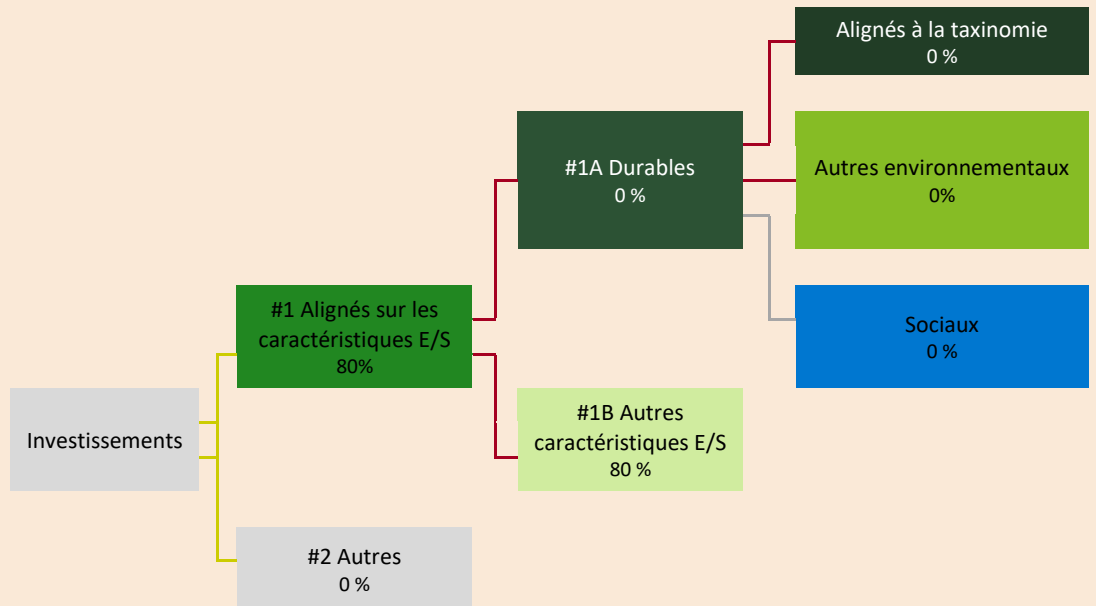 Alignés à la taxinomie
0 %
#1A Durables
0 %
Autres environnementaux
0%
#1 Alignés sur les
caractéristiques E/S
80%
Sociaux
0 %
Investissements
#1B Autres
caractéristiques E/S
80 %
#2 Autres
0 %